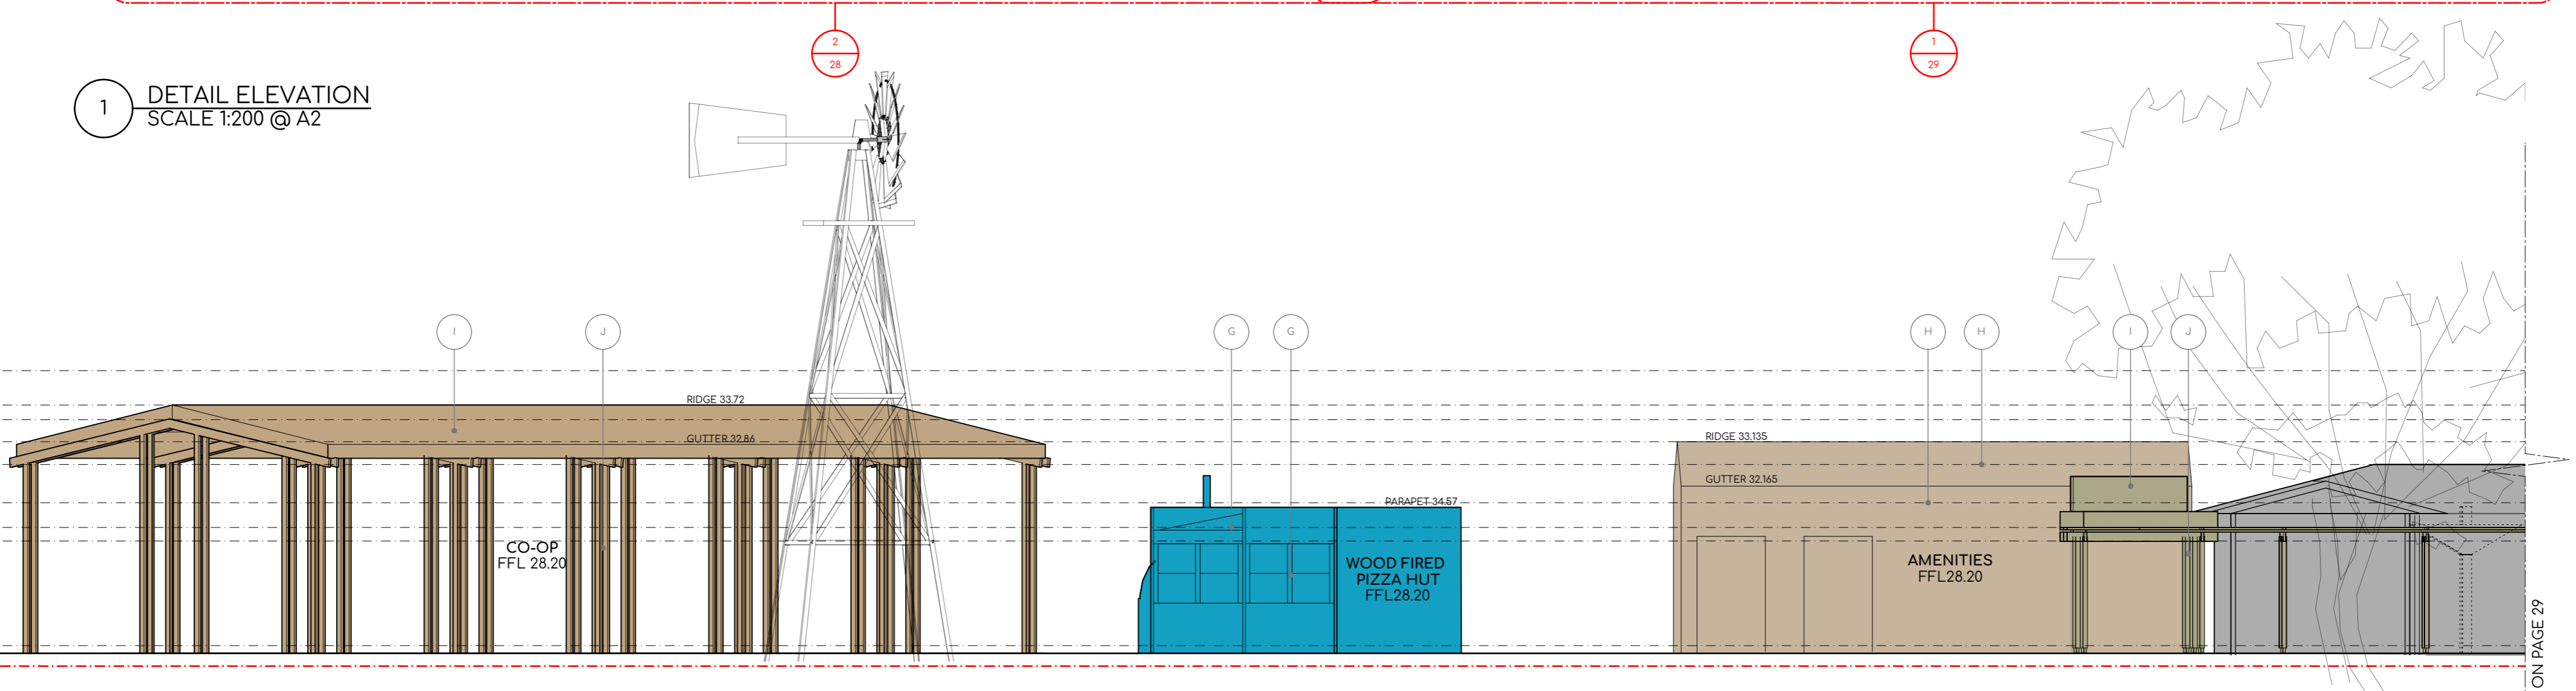 2
28
1
29
1
DETAIL ELEVATION
SCALE 1:200 @ A2
I
J
G
G
H
H
I
J
RIDGE 33.72
GUTTER 32.86
RIDGE 33.135
GUTTER 32.165
PARAPET 34.57
CO-OP
FFL 28.20
WOOD FIRED
PIZZA HUT
FFL28.20
AMENITIES
FFL28.20
ON PAGE 29